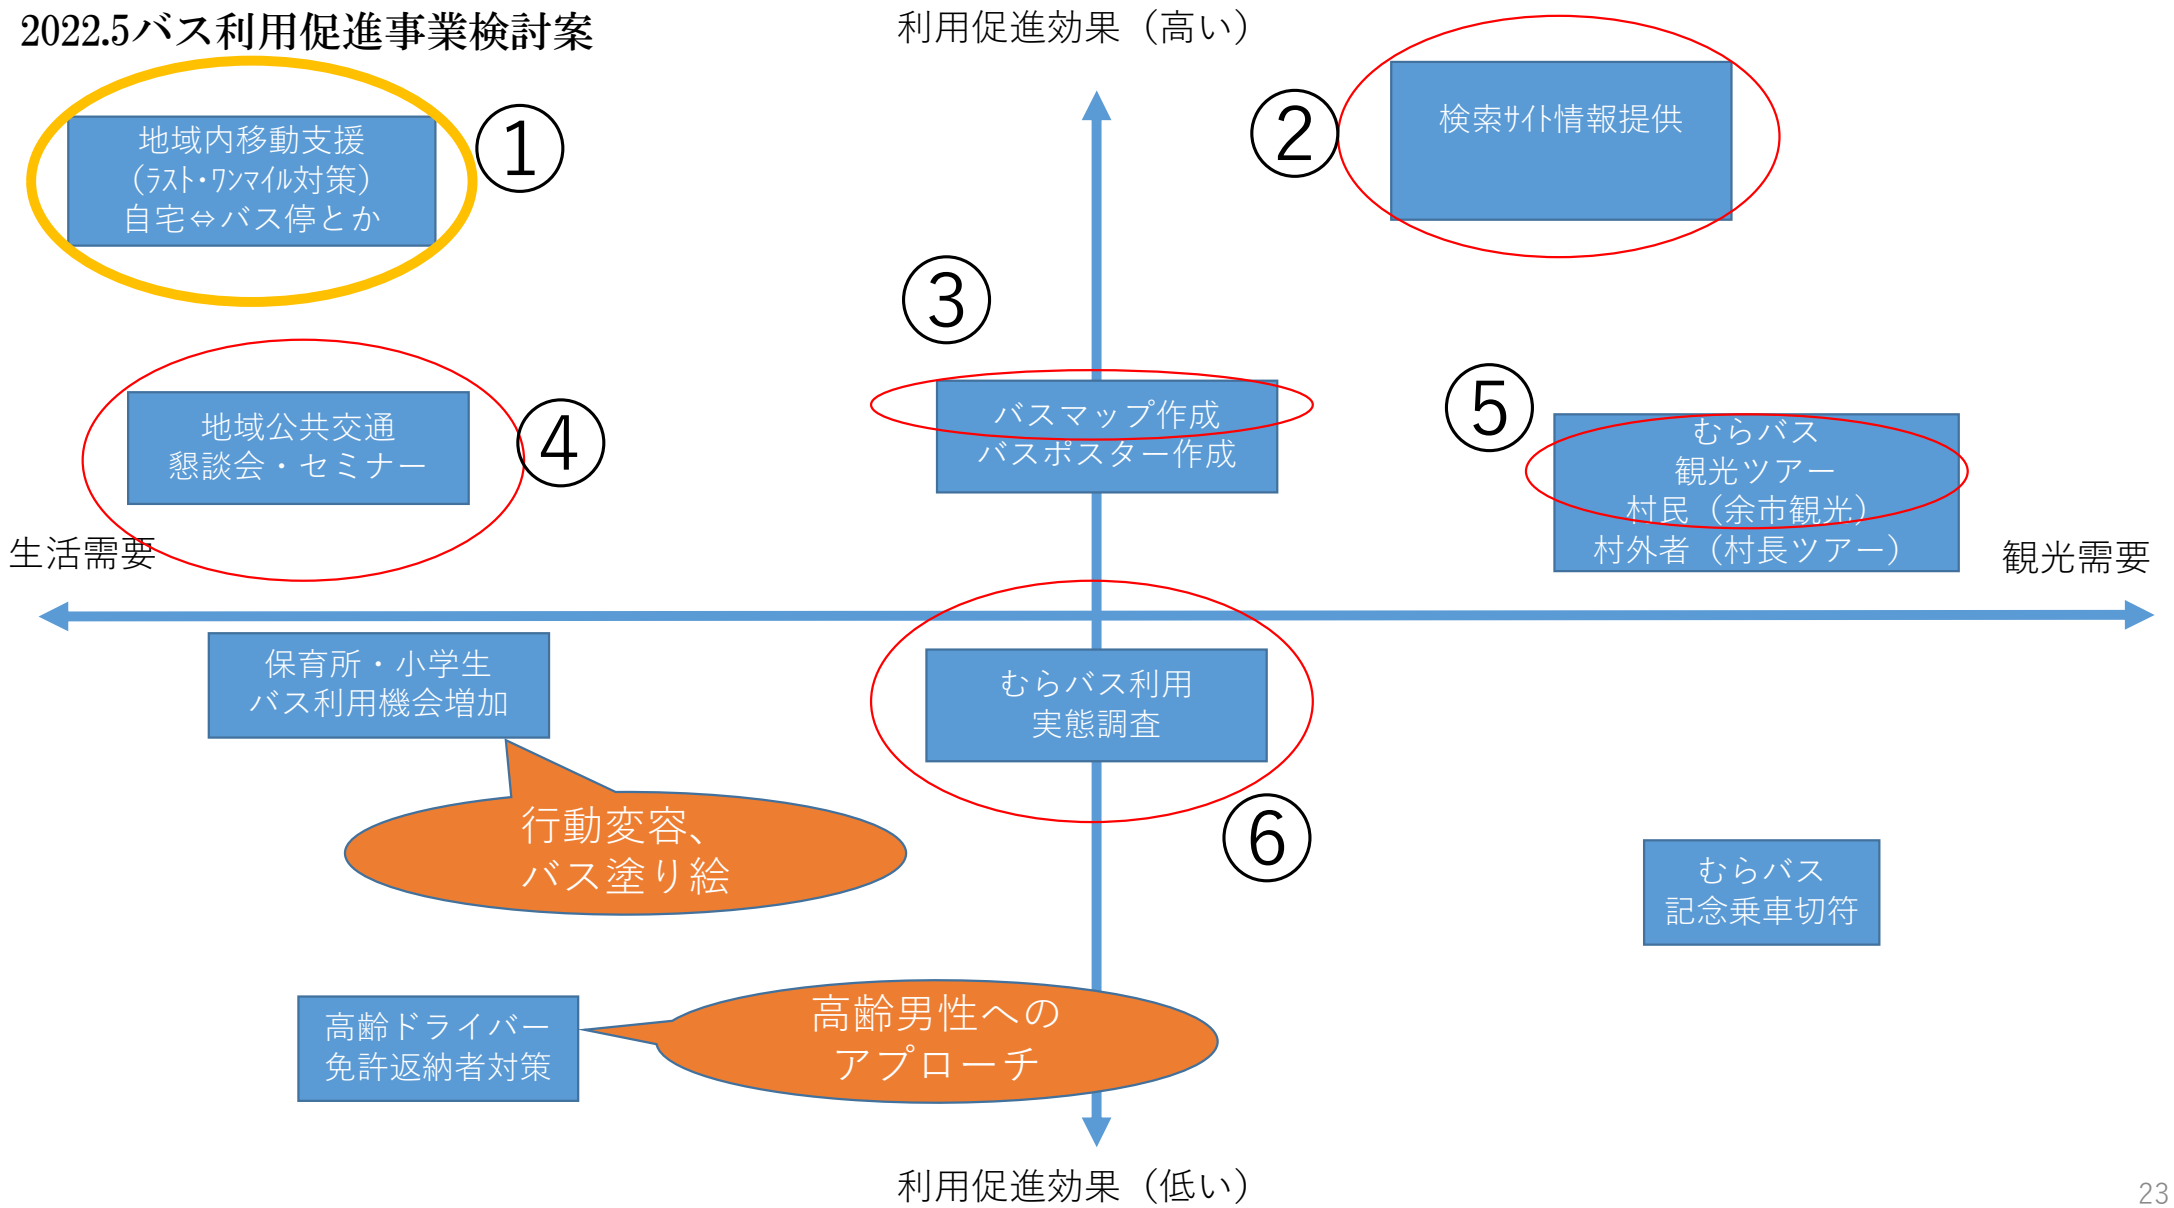 2022.5バス利用促進事業検討案
利用促進効果（高い）
地域内移動支援
（ﾗｽﾄ・ﾜﾝﾏｲﾙ対策）
自宅⇔バス停とか
①
②
検索ｻｲﾄ情報提供
③
バスマップ作成
バスポスター作成
④
地域公共交通
懇談会・セミナー
⑤
むらバス
観光ツアー
村民（余市観光）
村外者（村長ツアー）
生活需要
観光需要
保育所・小学生
バス利用機会増加
むらバス利用
実態調査
⑥
行動変容、
バス塗り絵
むらバス
記念乗車切符
高齢ドライバー
免許返納者対策
高齢男性への
アプローチ
利用促進効果（低い）
23